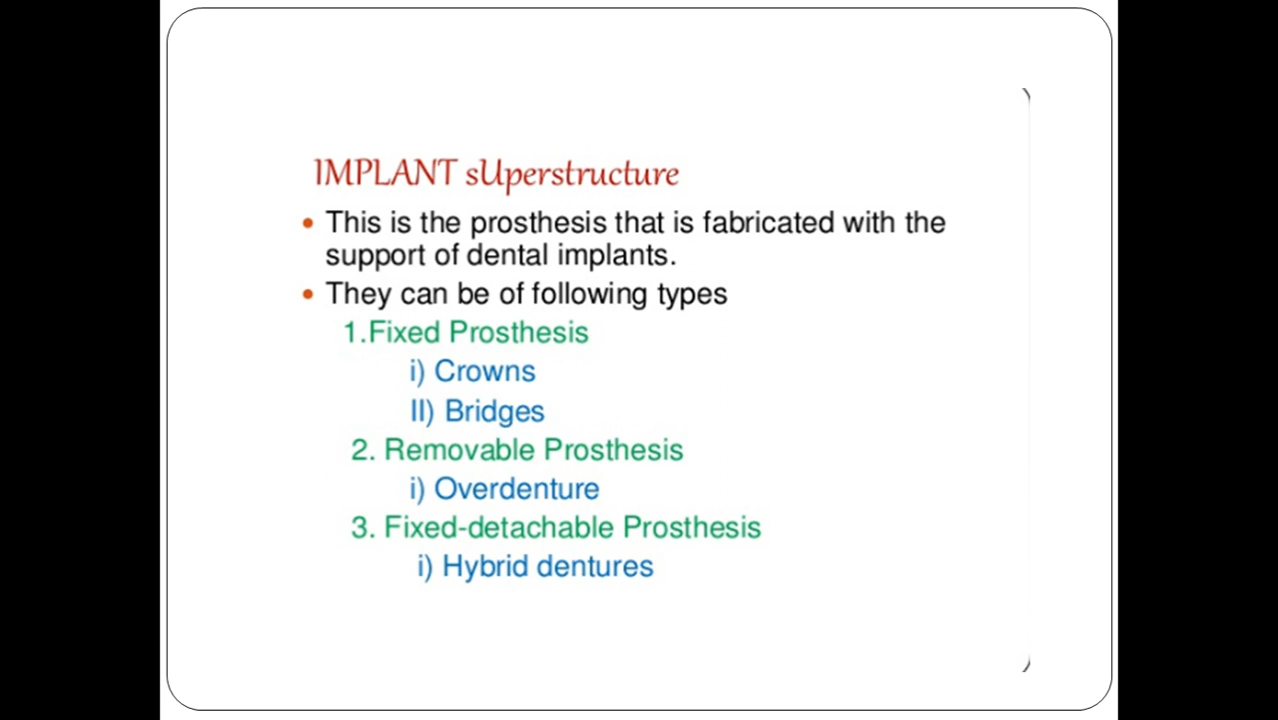 IMPLANT sUperstructure
• This is the prosthesis that is fabricated with the
support of dental implants.
• They can be of following types
1.Fixed Prosthesis
i) Crowns
II) Bridges
2. Removable Prosthesis
i) Overdenture
3. Fixed-detachable Prosthesis
i) Hybrid dentures